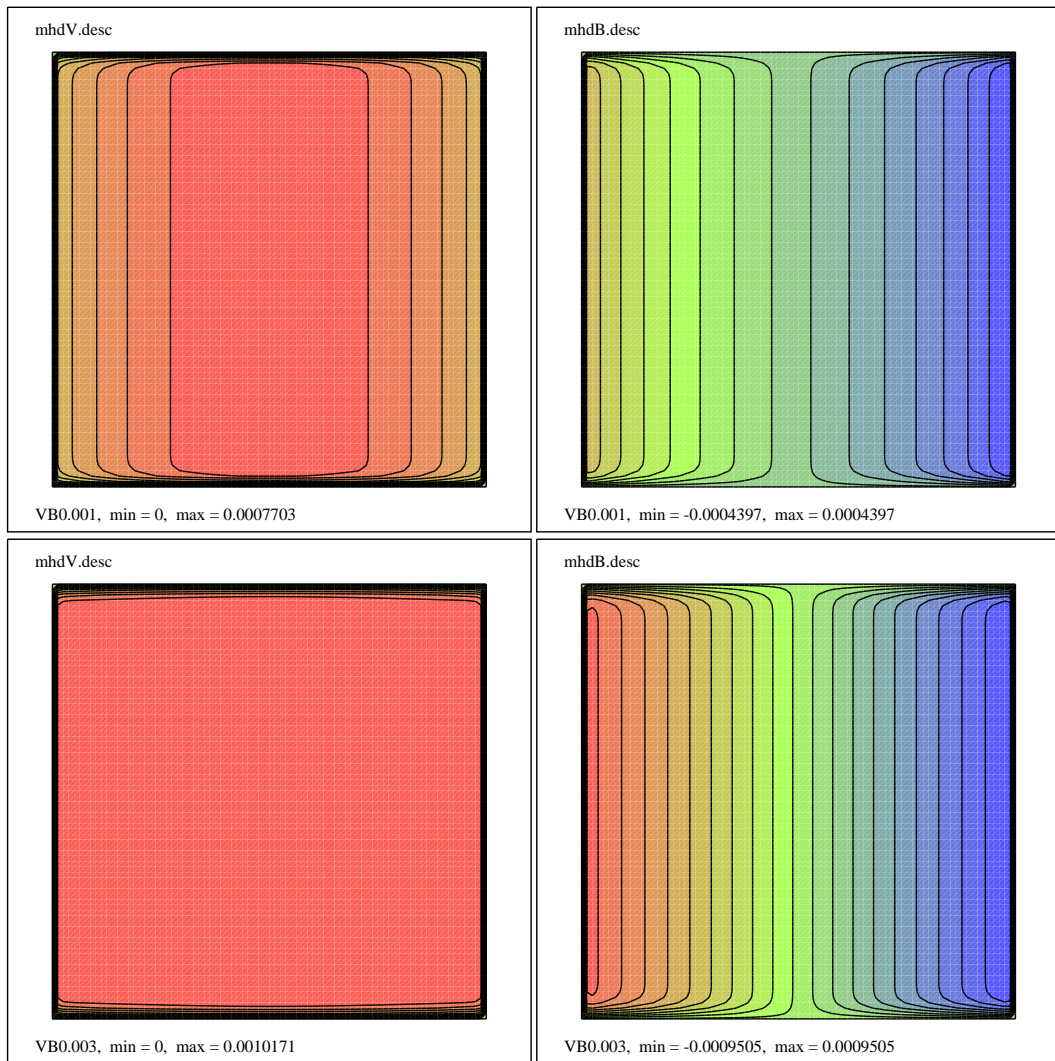 mhdV.desc
VB0.001, min = 0, max = 0.0007703
mhdB.desc
VB0.001, min = -0.0004397, max = 0.0004397
mhdV.desc
VB0.003, min = 0, max = 0.0010171
mhdB.desc
VB0.003, min = -0.0009505, max = 0.0009505